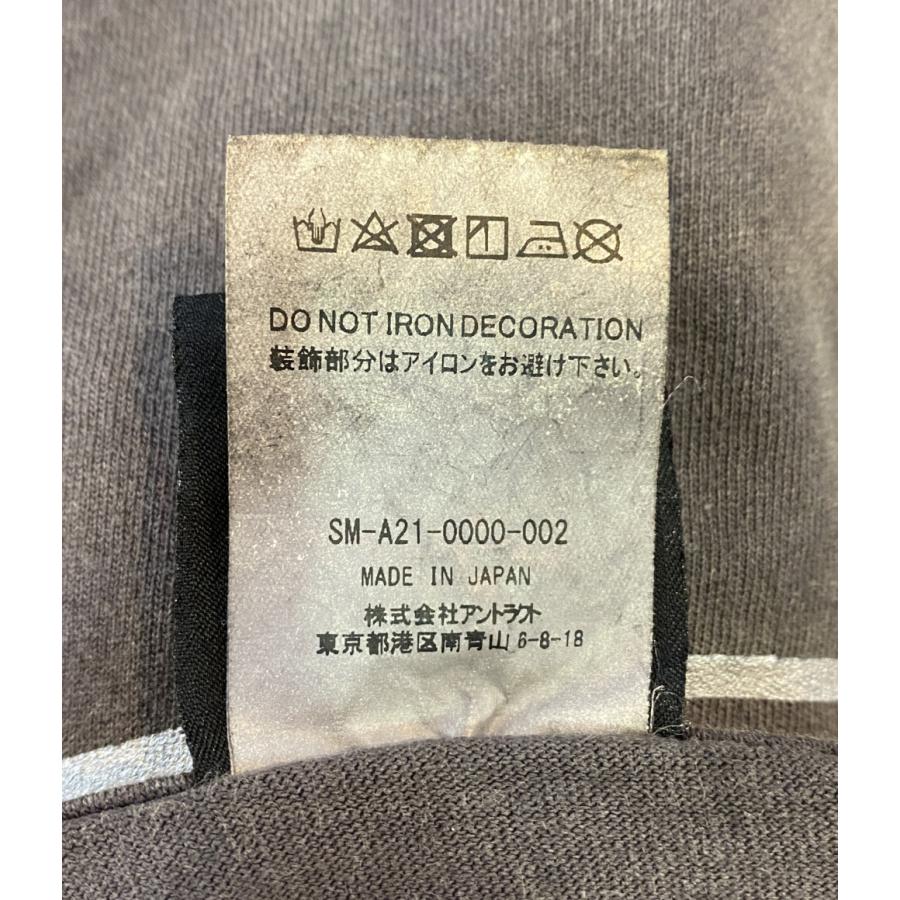 DO NOT IRON DECORATION
装飾部分はアイロンをお避け下さい。
SM-A21-0000-002
MADE IN JAPAN
株式会社アントラクト
東京都港区南青山 6-8-18